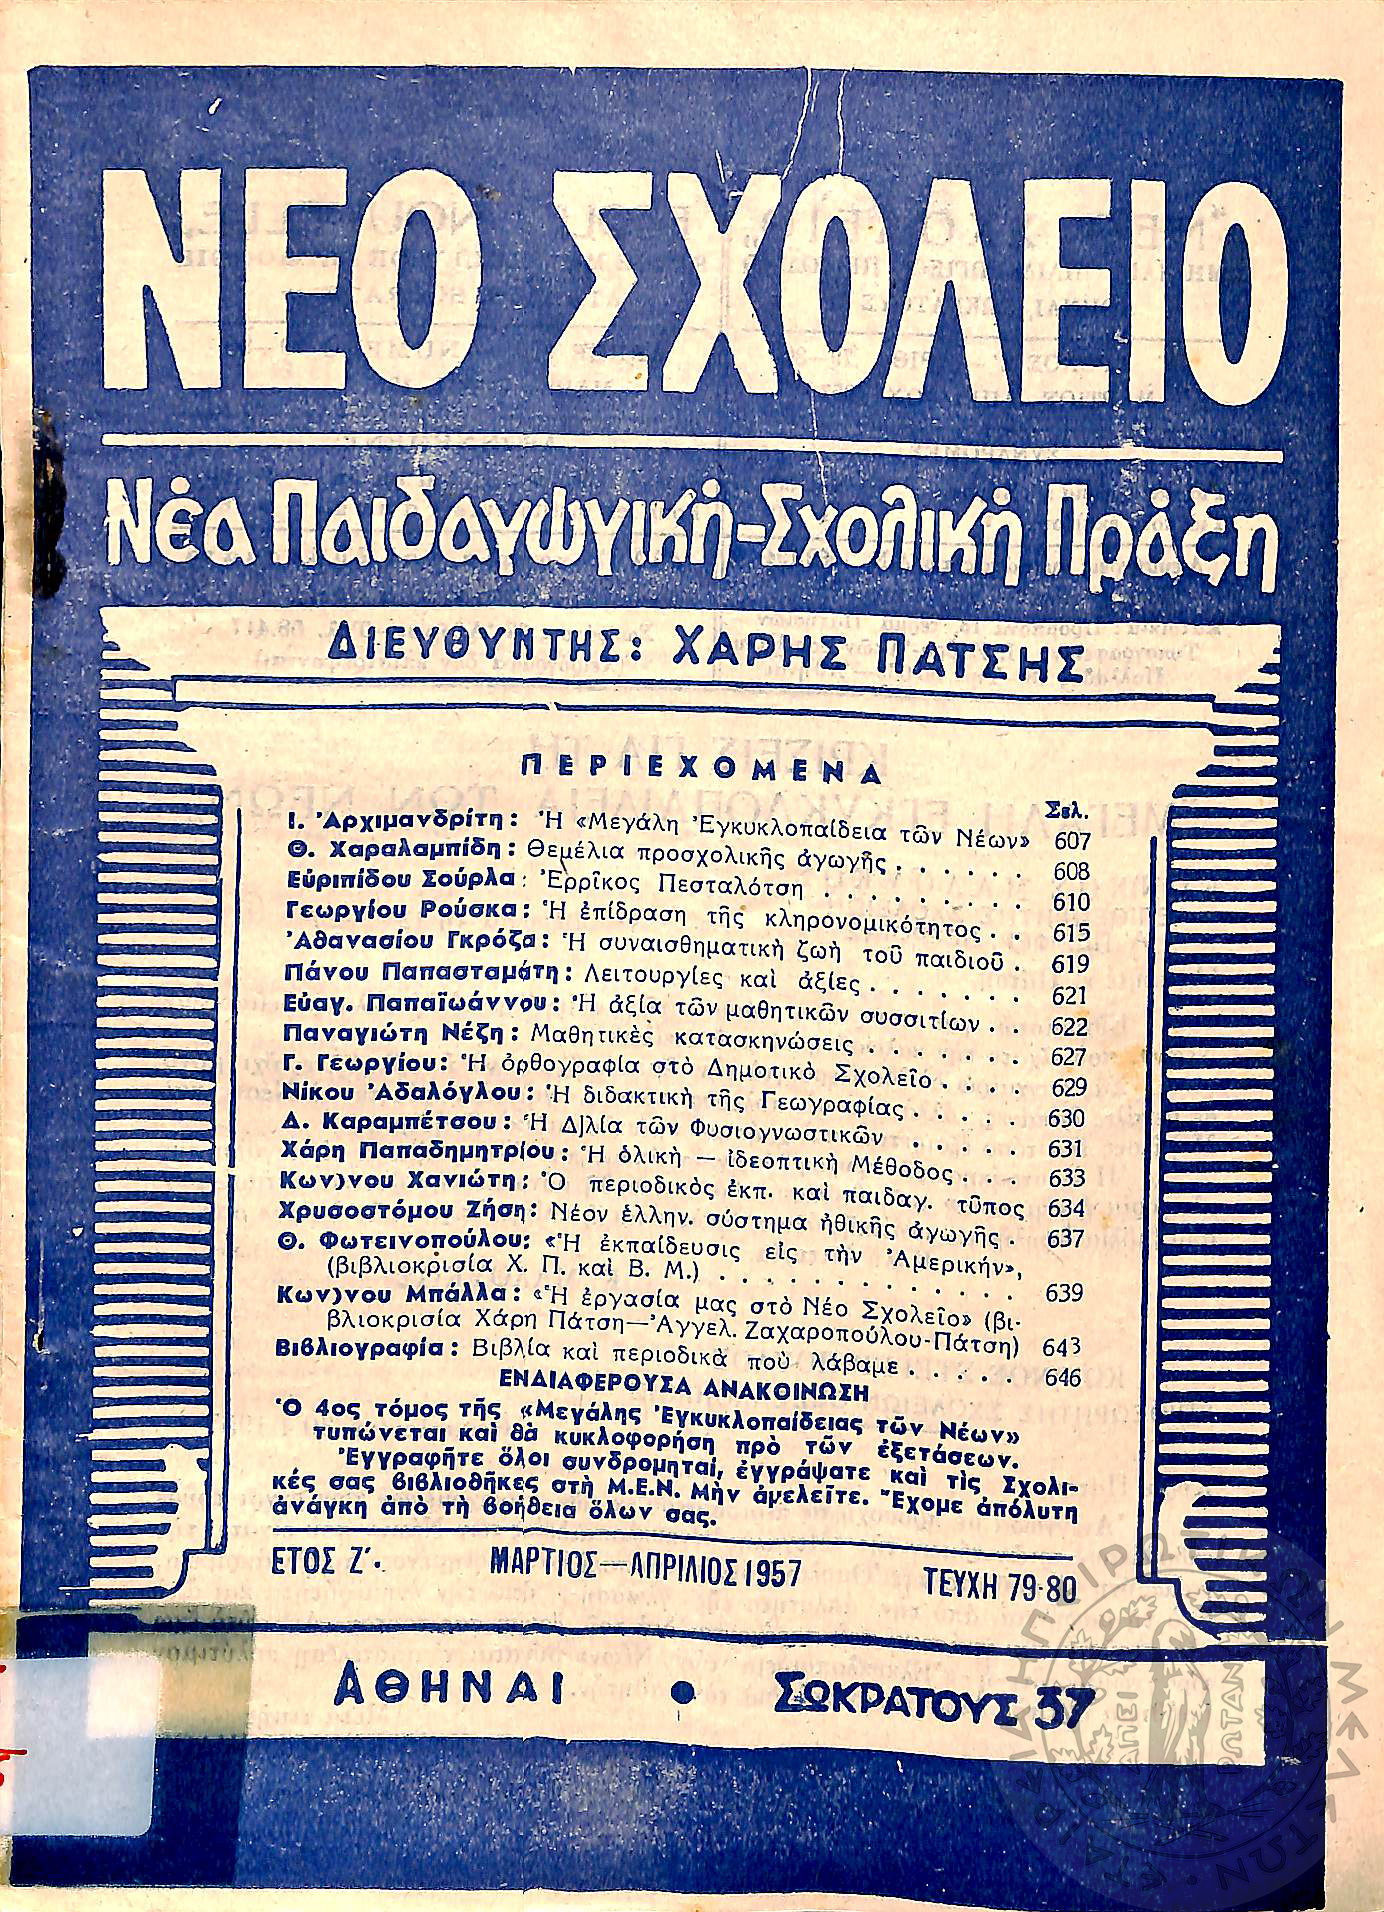 ΝΕΟ ΣΧΟΛΕΙΟ
Νέα Παιδαγωγική-Σχολική Πράξη
ΔΙΕΥΘΥΝΤΗΣ: ΧΑΡΗΣ ΠΑΤΣΗΣ
ΠΕΡΙΕΧΟΜΕΝΑ
Σελ.
Ι. Ἀρχιμανδρίτη: Ἡ «Μεγάλη Ἐγκυκλοπαίδεια τῶν Νέων» 607
Θ. Χαραλαμπίδη: Θεμέλια προσχολικῆς ἀγωγῆς . . . . . . 608
Εὐριπίδου Σούρλα: Ἐρρῖκος Πεσταλότση . . . . . . . . . 610
Γεωργίου Ρούσκα: Ἡ ἐπίδραση τῆς κληρονομικότητος . . 615
Ἀθανασίου Γκρόζα: Ἡ συναισθηματικὴ ζωὴ τοῦ παιδιοῦ . 619
Πάνου Παπασταμάτη: Λειτουργίες καὶ ἀξίες . . . . . . . 621
Εὐαγ. Παπαϊωάννου: Ἡ ἀξία τῶν μαθητικῶν συσσιτίων . . 622
Παναγιώτη Νέζη: Μαθητικὲς κατασκηνώσεις . . . . . . . 627
Γ. Γεωργίου: Ἡ ὀρθογραφία στὸ Δημοτικὸ Σχολεῖο . . . . 629
Νίκου Ἀδαλόγλου: Ἡ διδακτικὴ τῆς Γεωγραφίας . . . . . 630
Δ. Καραμπέτσου: Ἡ Δ)λία τῶν Φυσιογνωστικῶν . . . . . 631
Χάρη Παπαδημητρίου: Ἡ ὁλικὴ — ἰδεοπτικὴ Μέθοδος . . . 633
Κων)νου Χανιώτη: Ὁ περιοδικὸς ἐκπ. καὶ παιδαγ. τῦπος 634
Χρυσοστόμου Ζήση: Νέον ἑλλην. σύστημα ἠθικῆς ἀγωγῆς . 637
Θ. Φωτεινοπούλου: «Ἡ ἐκπαίδευσις εἰς τὴν Ἀμερικήν»,
(βιβλιοκρισία Χ. Π. καὶ Β. Μ.) . . . . . . . . . . . 639
Κων)νου Μπάλλα: «Ἡ ἐργασία μας στὸ Νέο Σχολεῖο» (βι-
βλιοκρισία Χάρη Πάτση—Ἀγγελ. Ζαχαροπούλου-Πάτση) 643
Βιβλιογραφία: Βιβλία καὶ περιοδικὰ ποὺ λάβαμε . . . . . 646
ΕΝΔΙΑΦΕΡΟΥΣΑ ΑΝΑΚΟΙΝΩΣΗ
Ὁ 4ος τόμος τῆς «Μεγάλης Ἐγκυκλοπαίδειας τῶν Νέων»
τυπώνεται καὶ θὰ κυκλοφορήση πρὸ τῶν ἐξετάσεων.
Ἐγγραφῆτε ὅλοι συνδρομηταί, ἐγγράψατε καὶ τὶς Σχολι-
κές σας βιβλιοθῆκες στὴ Μ.Ε.Ν. Μὴν ἀμελεῖτε. Ἔχομε ἀπόλυτη
ἀνάγκη ἀπὸ τὴ βοήθεια ὅλων σας.
ΕΤΟΣ Ζ΄. ΜΑΡΤΙΟΣ—ΑΠΡΙΛΙΟΣ 1957 ΤΕΥΧΗ 79-80
ΑΘΗΝΑΙ • ΣΩΚΡΑΤΟΥΣ 37